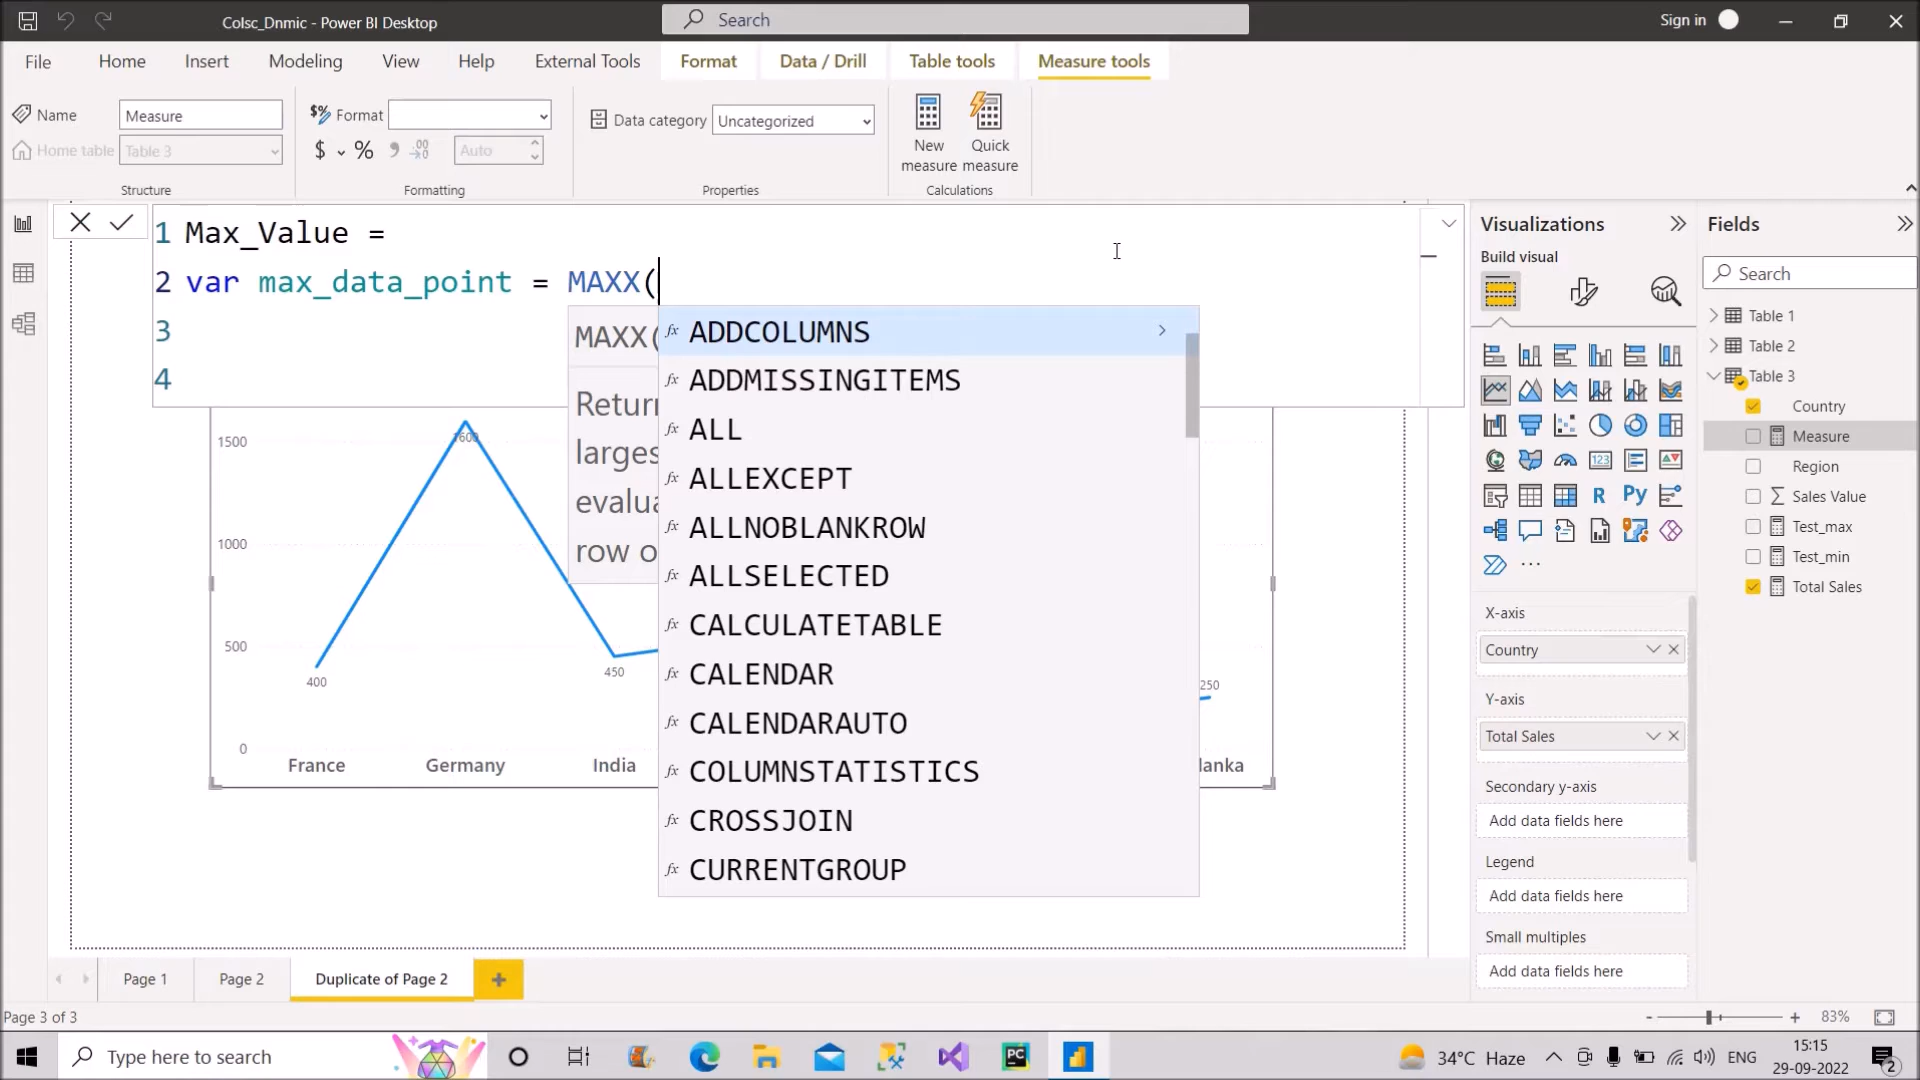 Colsc_Dnmic - Power BI Desktop
Search
Sign in
File
Home
Insert
Modeling
View
Help
External Tools
Format
Data / Drill
Table tools
Measure tools
Name
Measure
Home table
Table 3
Structure
$% Format
$ % 9 .00
Auto
Formatting
Data category
Uncategorized
Properties
New measure
Quick measure
Calculations
1 Max_Value =
2 var max_data_point = MAXX(
3
4
MAXX(
Return
larges
evalua
row o
ADDCOLUMNS
ADDMISSINGITEMS
ALL
ALLEXCEPT
ALLNOBLANKROW
ALLSELECTED
CALCULATETABLE
CALENDAR
CALENDARAUTO
COLUMNSTATISTICS
CROSSJOIN
CURRENTGROUP
1500
1000
500
0
1600
400
450
250
France
Germany
India
lanka
Visualizations
Build visual
123
R
Py
X-axis
Country
Y-axis
Total Sales
Secondary y-axis
Add data fields here
Legend
Add data fields here
Small multiples
Add data fields here
Fields
Search
Table 1
Table 2
Table 3
Country
Measure
Region
Sales Value
Test_max
Test_min
Total Sales
Page 1
Page 2
Duplicate of Page 2
Page 3 of 3
- + 83%
Type here to search
PC
34°C Haze
ENG
15:15
29-09-2022
2